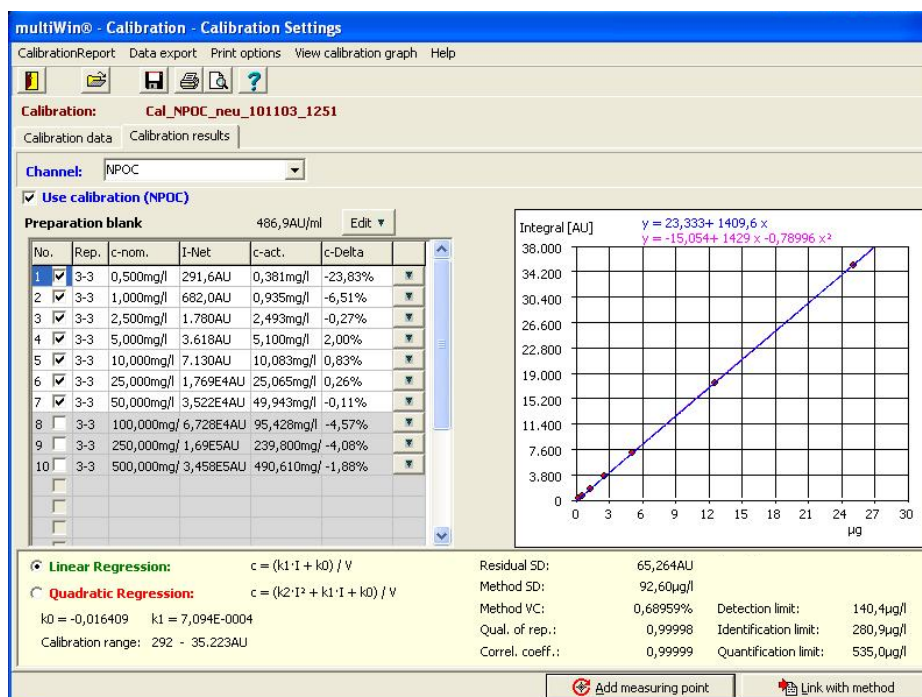 multiWin® - Calibration - Calibration Settings
CalibrationReport Data export Print options View calibration graph Help
?
Calibration: Cal_NPOC_neu_101103_1251
Calibration data Calibration results
Channel: NPOC
Use calibration (NPOC)
Preparation blank 486,9AU/ml Edit
No. Rep. c-nom. I-Net c-act. c-Delta
1 3-3 0,500mg/l 291,6AU 0,381mg/l -23,83%
2 3-3 1,000mg/l 682,0AU 0,935mg/l -6,51%
3 3-3 2,500mg/l 1.780AU 2,493mg/l -0,27%
4 3-3 5,000mg/l 3.618AU 5,100mg/l 2,00%
5 3-3 10,000mg/l 7.130AU 10,083mg/l 0,83%
6 3-3 25,000mg/l 1,769E4AU 25,065mg/l 0,26%
7 3-3 50,000mg/l 3,522E4AU 49,943mg/l -0,11%
8 3-3 100,000mg/ 6,728E4AU 95,428mg/l -4,57%
9 3-3 250,000mg/ 1,69E5AU 239,800mg/ -4,08%
10 3-3 500,000mg/ 3,458E5AU 490,610mg/ -1,88%
Integral [AU] y = 23,333+ 1409,6 x
y = -15,054+ 1429 x -0,78996 x²
38.000
34.200
30.400
26.600
22.800
19.000
15.200
11.400
7.600
3.800
0
0 3 6 9 12 15 18 21 24 27 30
µg
Linear Regression: c = (k1·I + k0) / V
Quadratic Regression: c = (k2·I² + k1·I + k0) / V
k0 = -0,016409 k1 = 7,094E-0004
Calibration range: 292 - 35.223AU
Residual SD: 65,264AU
Method SD: 92,60µg/l
Method VC: 0,68959% Detection limit: 140,4µg/l
Qual. of rep.: 0,99998 Identification limit: 280,9µg/l
Correl. coeff.: 0,99999 Quantification limit: 535,0µg/l
Add measuring point Link with method